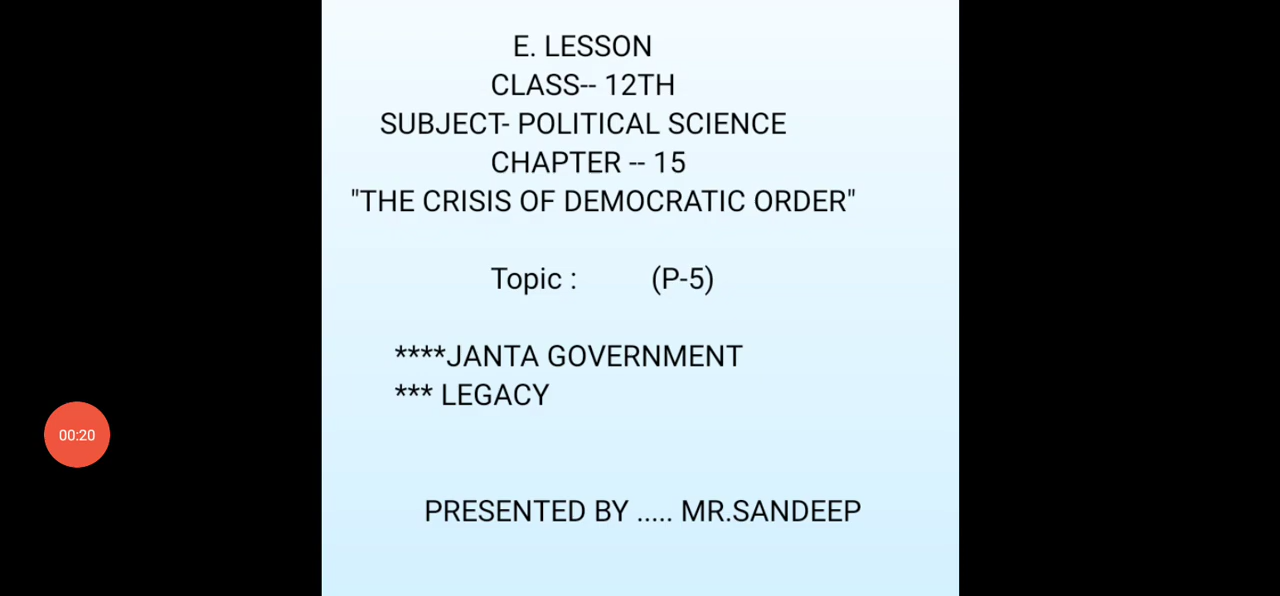 E. LESSON
CLASS-- 12TH
SUBJECT- POLITICAL SCIENCE
CHAPTER -- 15
"THE CRISIS OF DEMOCRATIC ORDER"
Topic : (P-5)
****JANTA GOVERNMENT
*** LEGACY
00:20
PRESENTED BY ..... MR.SANDEEP